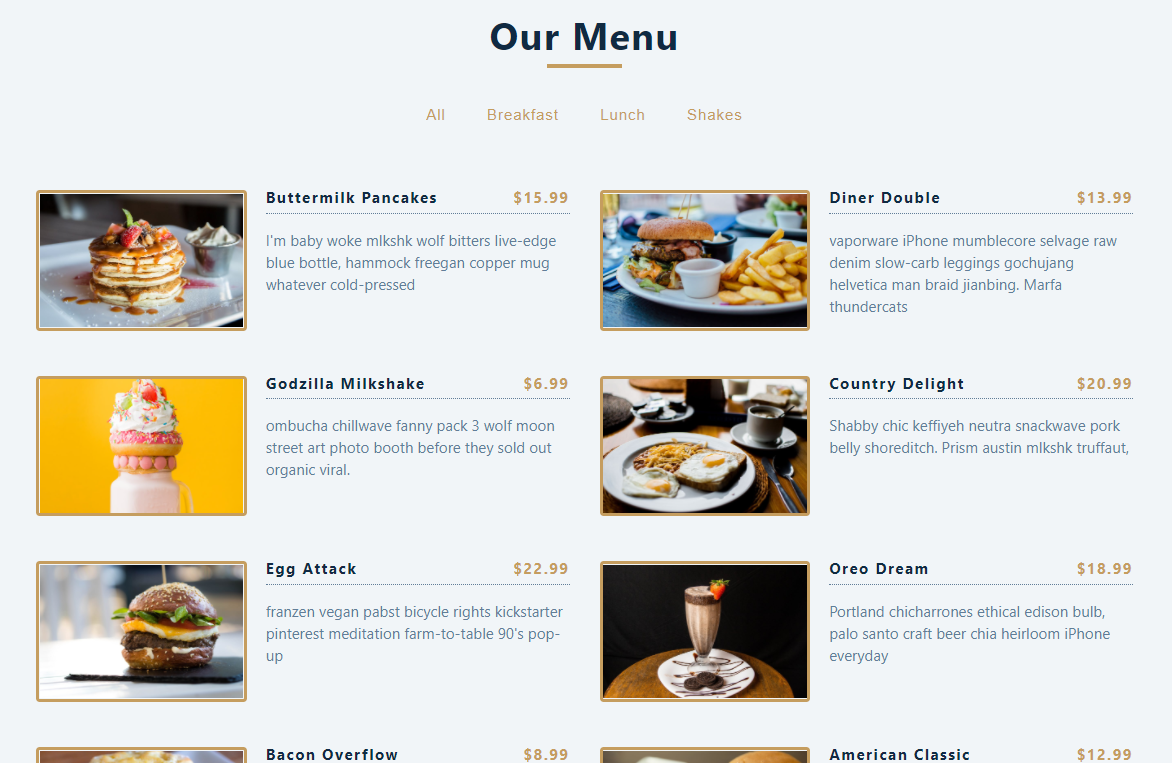 Our Menu
All Breakfast Lunch Shakes
Buttermilk Pancakes $15.99
I'm baby woke mlkshk wolf bitters live-edge
blue bottle, hammock freegan copper mug
whatever cold-pressed
Diner Double $13.99
vaporware iPhone mumblecore selvage raw
denim slow-carb leggings gochujang
helvetica man braid jianbing. Marfa
thundercats
Godzilla Milkshake $6.99
ombucha chillwave fanny pack 3 wolf moon
street art photo booth before they sold out
organic viral.
Country Delight $20.99
Shabby chic keffiyeh neutra snackwave pork
belly shoreditch. Prism austin mlkshk truffaut,
Egg Attack $22.99
franzen vegan pabst bicycle rights kickstarter
pinterest meditation farm-to-table 90's pop-
up
Oreo Dream $18.99
Portland chicharrones ethical edison bulb,
palo santo craft beer chia heirloom iPhone
everyday
Bacon Overflow $8.99
American Classic $12.99